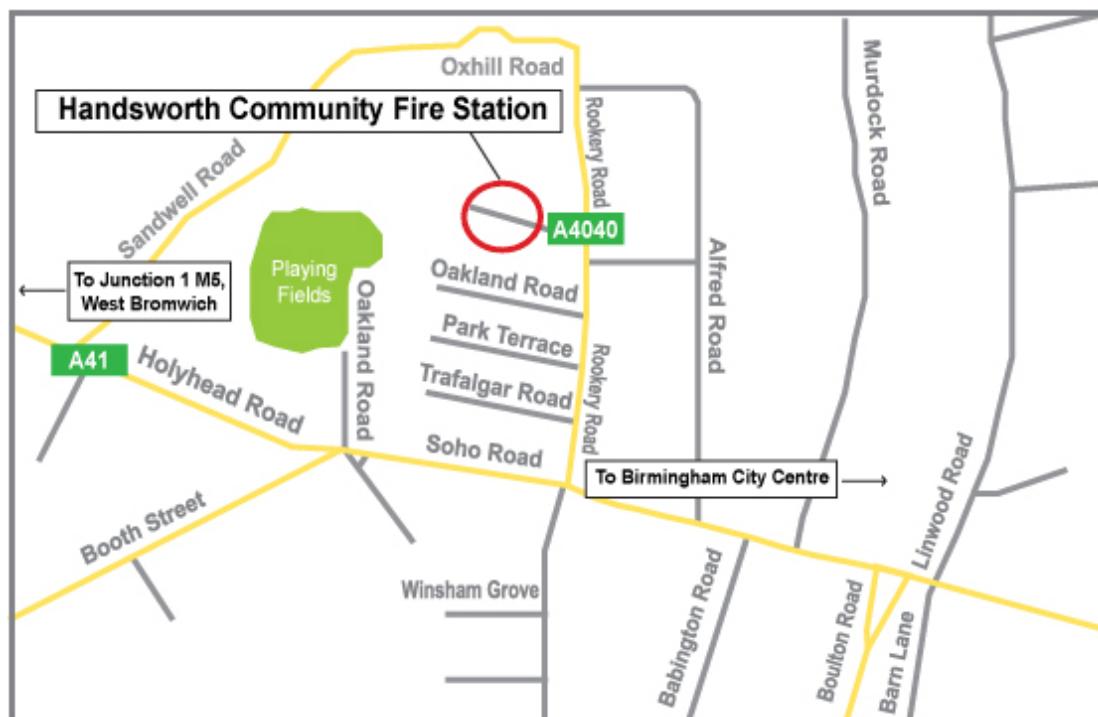 Oxhill Road
Handsworth Community Fire Station
Rookery Road
Murdock Road
Sandwell Road
A4040
Alfred Road
To Junction 1 M5,
West Bromwich
Playing
Fields
Oakland Road
Oakland Road
Park Terrace
Trafalgar Road
Rookery Road
A41
Holyhead Road
Soho Road
To Birmingham City Centre
Linwood Road
Booth Street
Winsham Grove
Babington Road
Boulton Road
Barn Lane